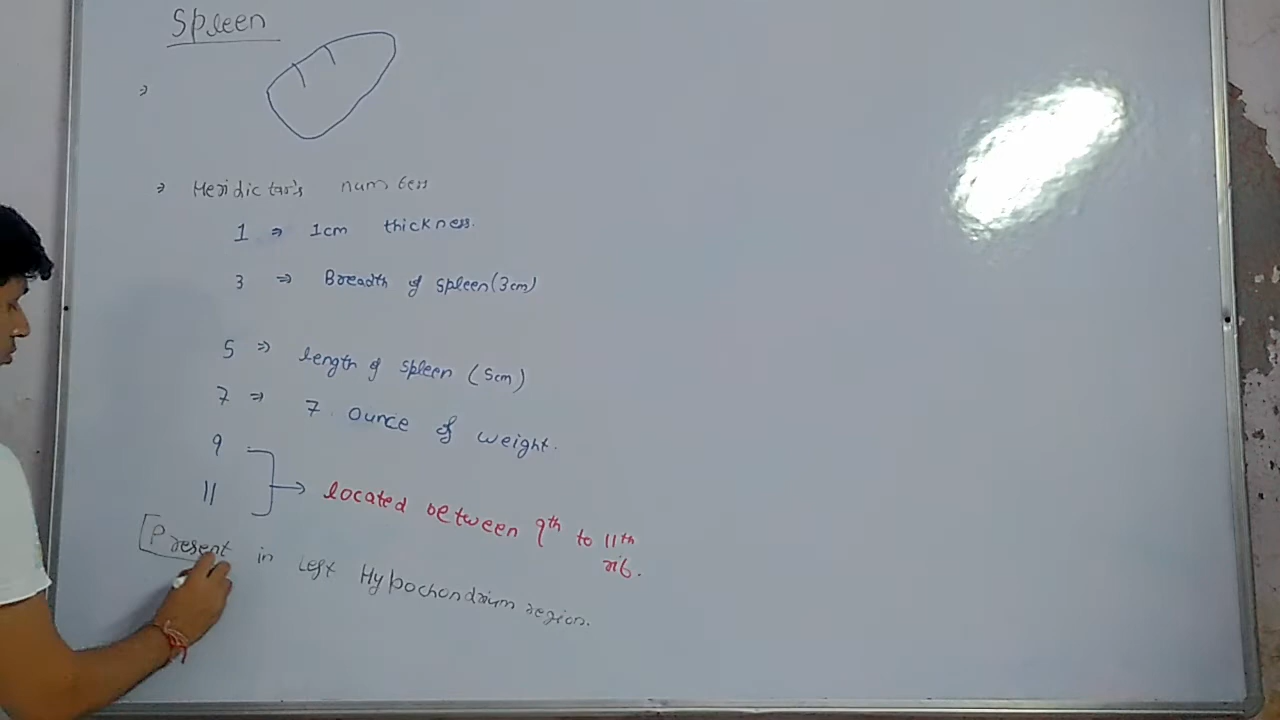 Spleen
⇒
⇒ Heridictar's numbers
1 ⇒ 1cm thickness.
3 ⇒ Breadth of spleen (3cm)
5 ⇒ length of spleen (5cm)
7 ⇒ 7 ounce of weight.
9
11
→ located between 9th to 11th rib.
Present in Left Hypochondrium region.